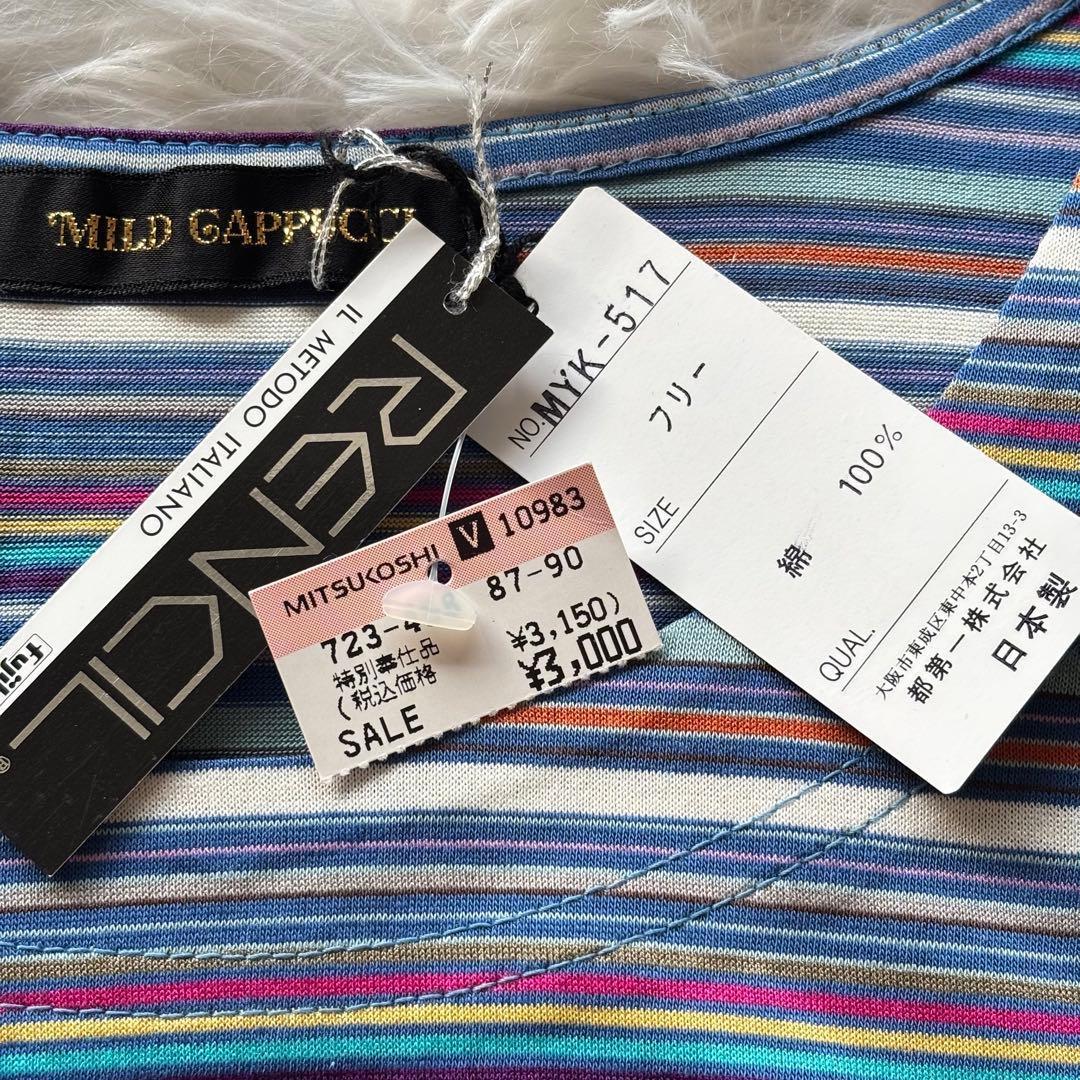 MILD CAPPUCCI
IL METODO ITALIANO
RENCIL
®
MITSUKOSHI V 10983
723-4 87-90
特別奉仕品 ¥3,000
(税込価格 ¥3,150)
SALE
NO. MYK-517
SIZE フリー
QUAL. 綿 100%
大阪市東成区東中本2丁目13-3
都第一株式会社
日本製